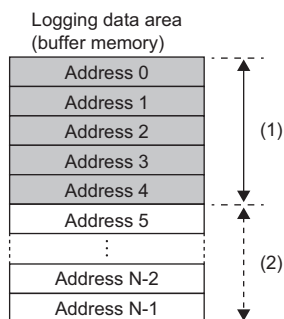 Logging data area
(buffer memory)
Address 0
Address 1
Address 2
Address 3
Address 4
(1)
Address 5
⋮
Address N-2
Address N-1
(2)